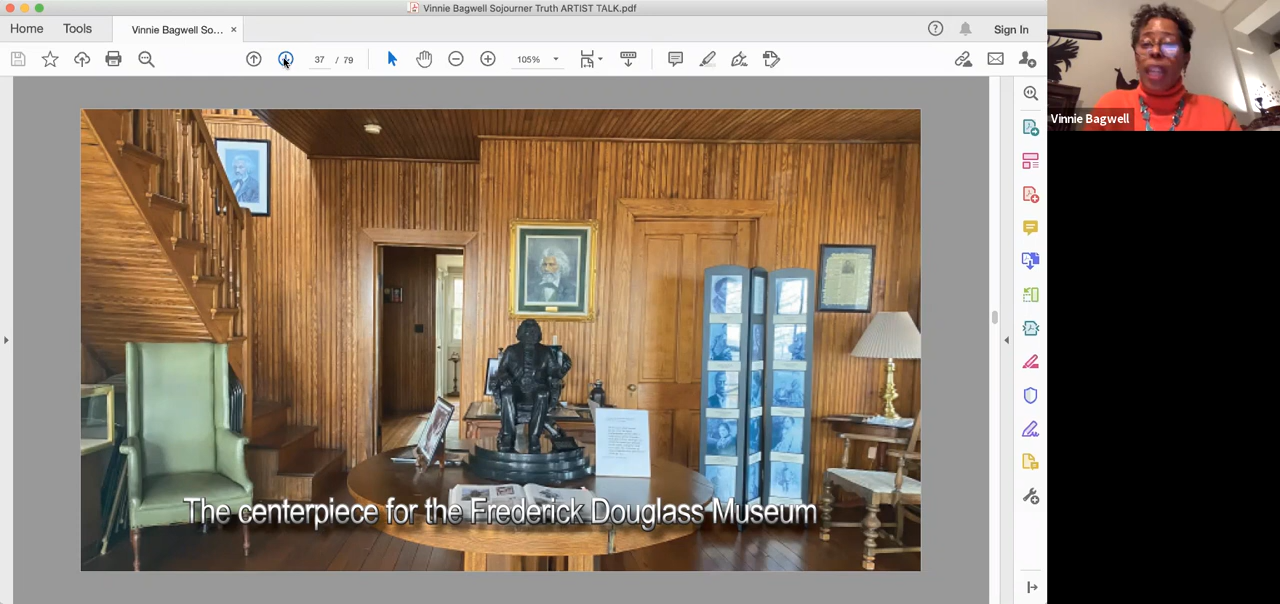 Vinnie Bagwell Sojourner Truth ARTIST TALK.pdf
Home
Tools
Vinnie Bagwell So... ×
Sign In
37 / 79
105%
Vinnie Bagwell
The centerpiece for the Frederick Douglass Museum